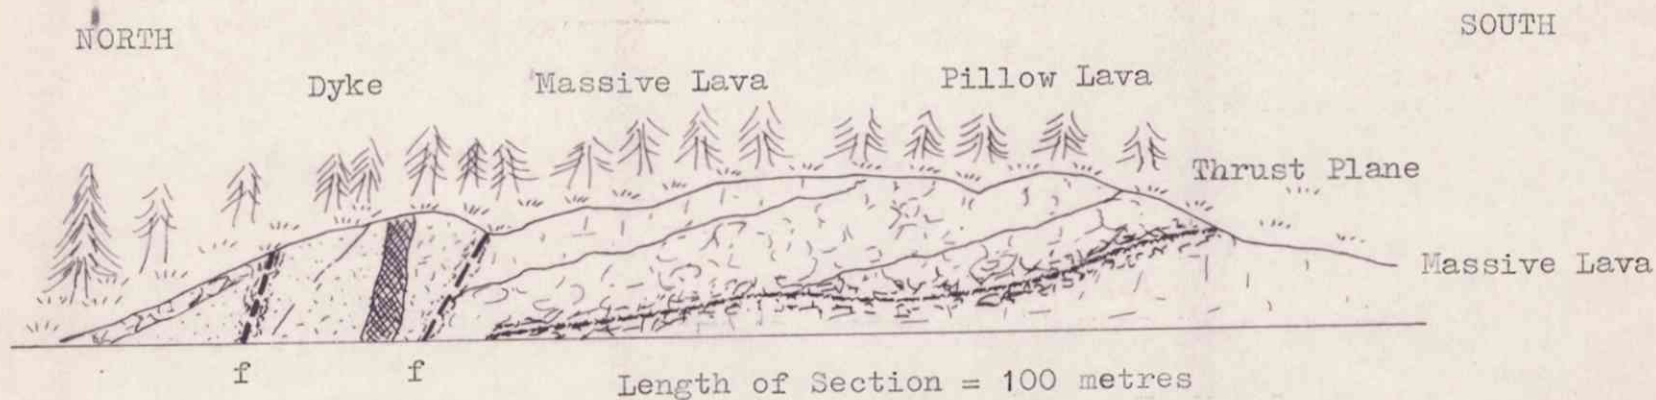 NORTH
SOUTH
Dyke
Massive Lava
Pillow Lava
Thrust Plane
Massive Lava
f
f
Length of Section = 100 metres